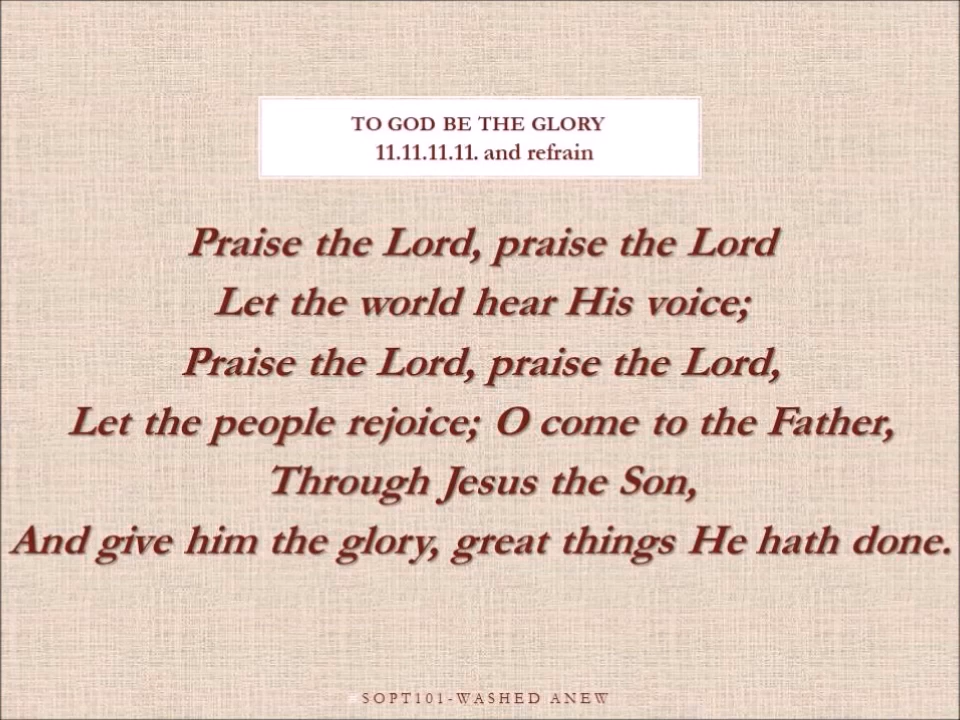 TO GOD BE THE GLORY
11.11.11.11. and refrain
Praise the Lord, praise the Lord
Let the world hear His voice;
Praise the Lord, praise the Lord,
Let the people rejoice; O come to the Father,
Through Jesus the Son,
And give him the glory, great things He hath done.
SOPT101-WASHED ANEW